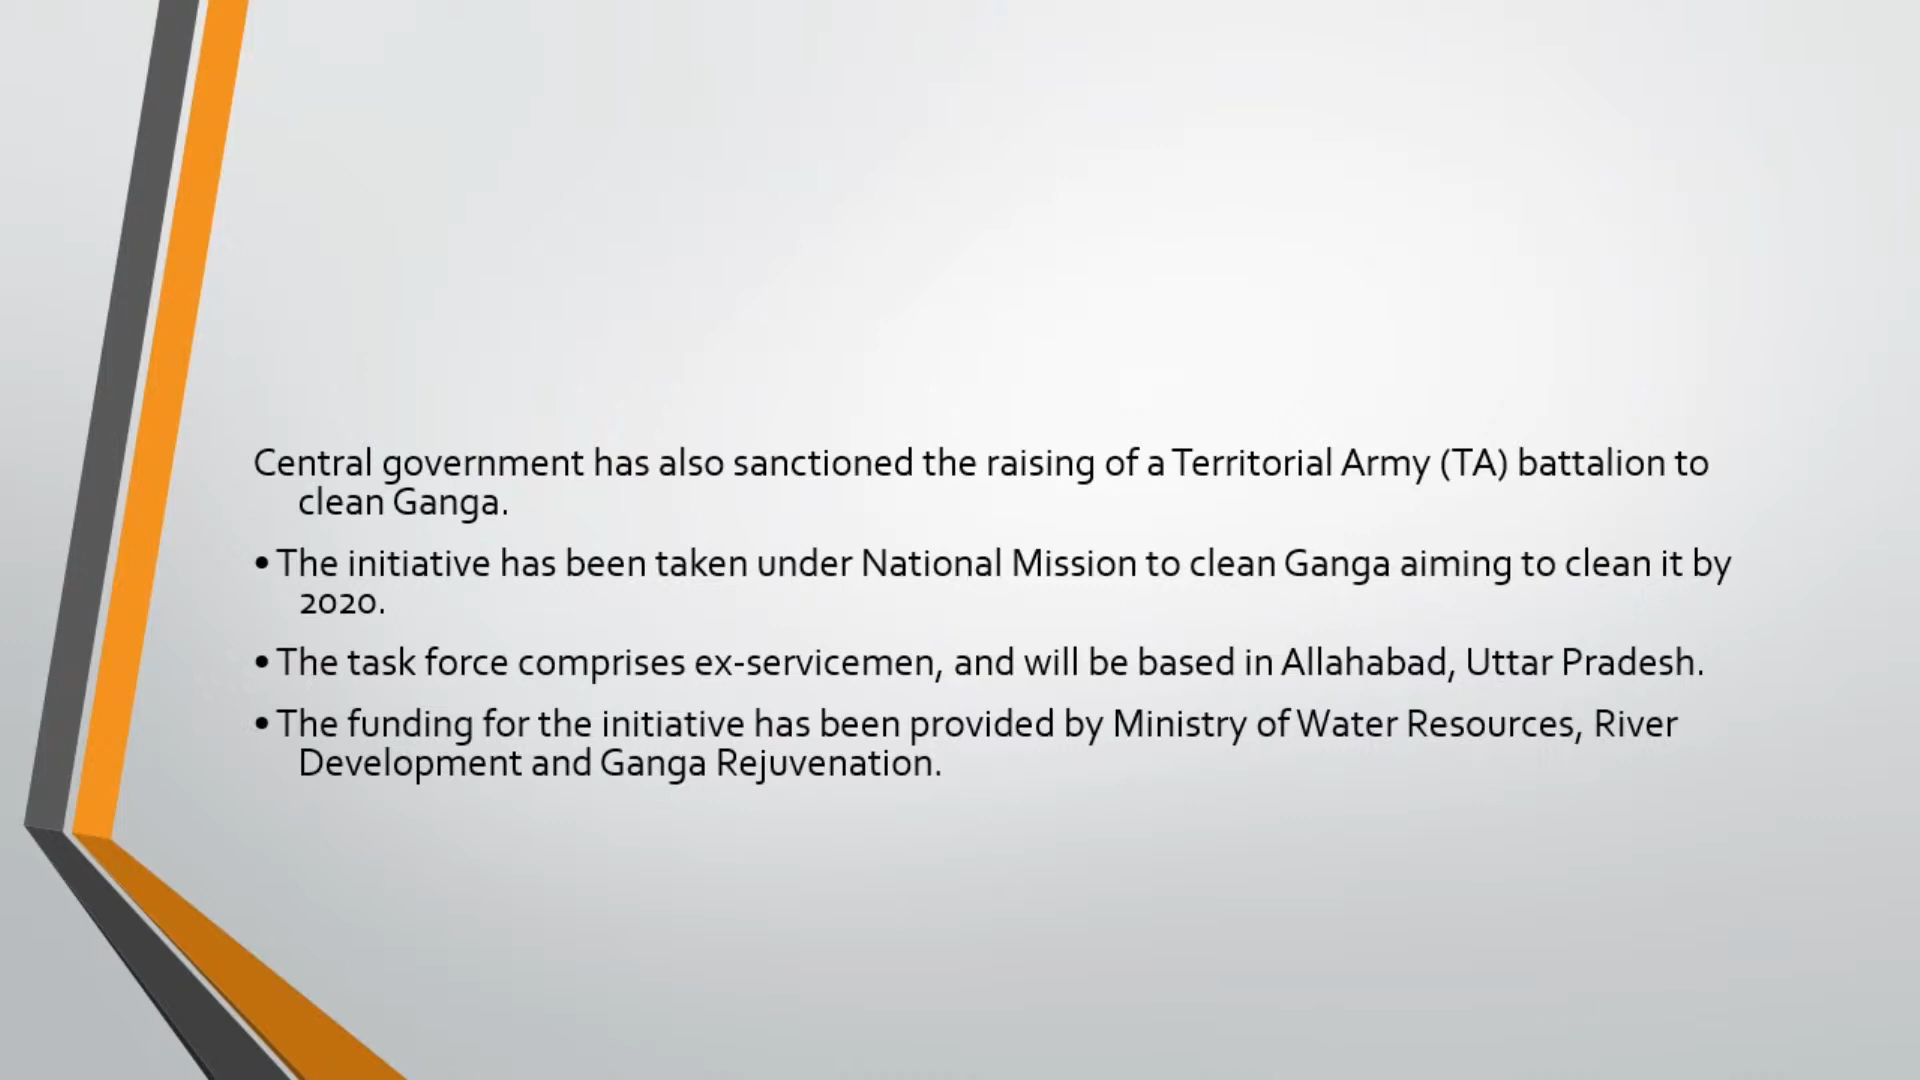 Central government has also sanctioned the raising of a Territorial Army (TA) battalion to
clean Ganga.
• The initiative has been taken under National Mission to clean Ganga aiming to clean it by
2020.
• The task force comprises ex-servicemen, and will be based in Allahabad, Uttar Pradesh.
• The funding for the initiative has been provided by Ministry of Water Resources, River
Development and Ganga Rejuvenation.